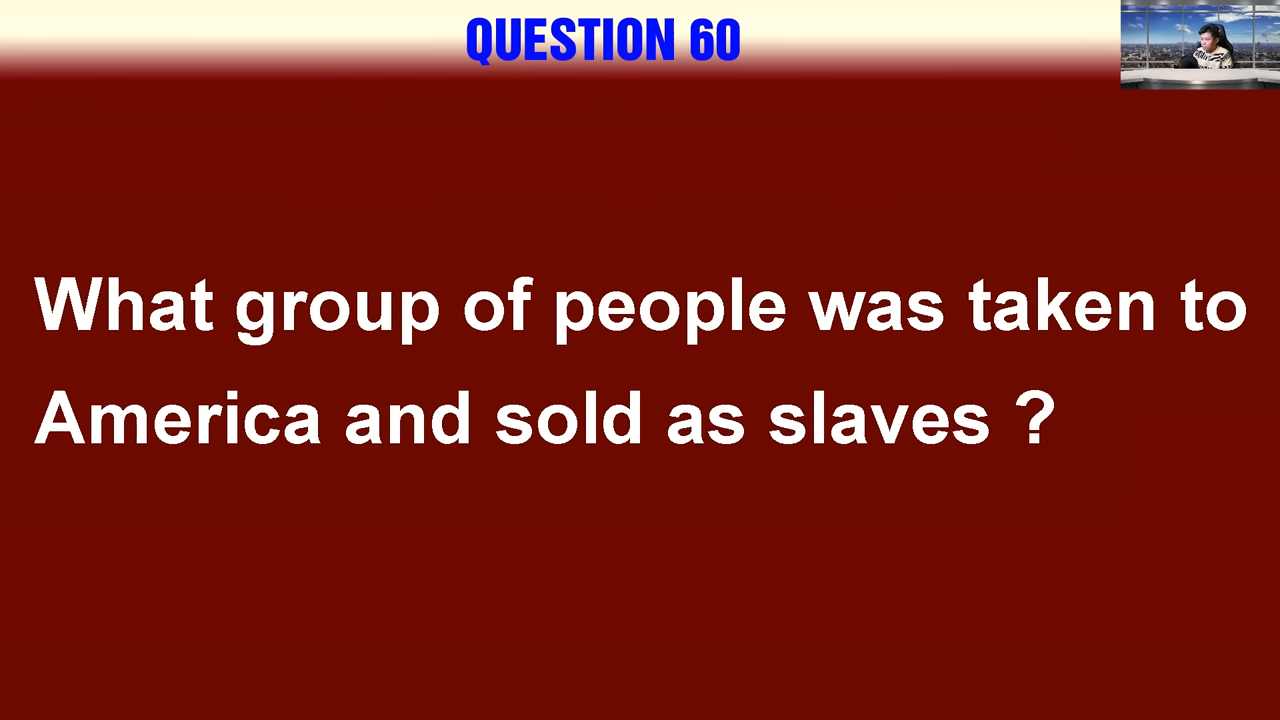 QUESTION 60
What group of people was taken to
America and sold as slaves ?